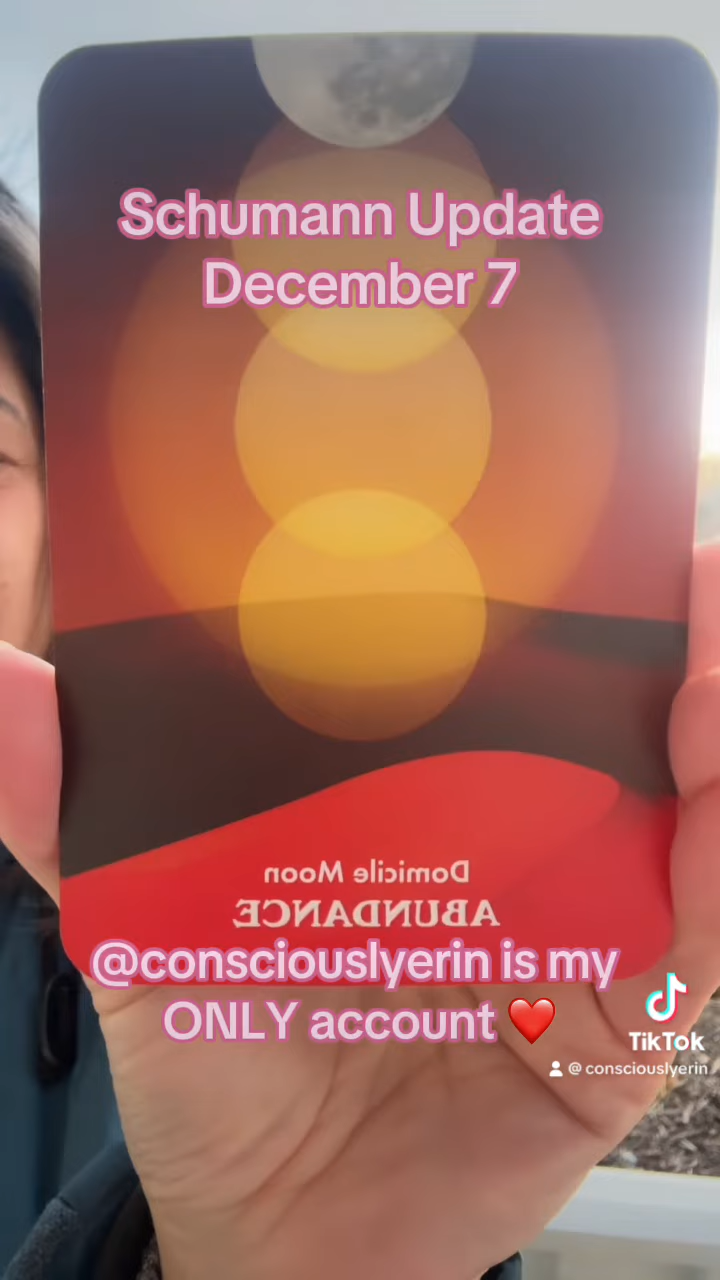 Schumann Update
December 7
Domicile Moon
ABUNDANCE
@consciouslyerin is my
ONLY account ❤️
TikTok
@consciouslyerin